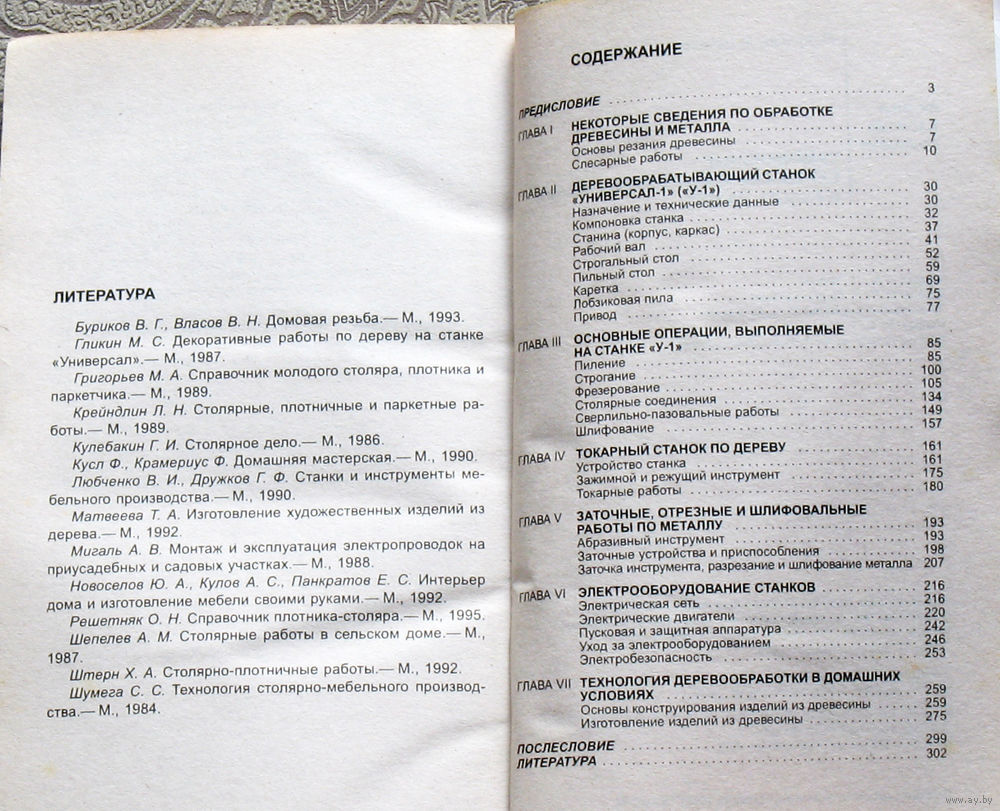 ЛИТЕРАТУРА
Буриков В. Г., Власов В. Н. Домовая резьба.— М., 1993.
Гликин М. С. Декоративные работы по дереву на станке
«Универсал».— М., 1987.
Григорьев М. А. Справочник молодого столяра, плотника и
паркетчика.— М., 1989.
Крейндлин Л. Н. Столярные, плотничные и паркетные ра-
боты.— М., 1989.
Кулебакин Г. И. Столярное дело.— М., 1986.
Кусл Ф., Крамериус Ф. Домашняя мастерская.— М., 1990.
Любченко В. И., Дружков Г. Ф. Станки и инструменты ме-
бельного производства.— М., 1990.
Матвеева Т. А. Изготовление художественных изделий из
дерева.— М., 1992.
Мигаль А. В. Монтаж и эксплуатация электропроводок на
приусадебных и садовых участках.— М., 1988.
Новоселов Ю. А., Кулов А. С., Панкратов Е. С. Интерьер
дома и изготовление мебели своими руками.— М., 1992.
Решетняк О. Н. Справочник плотника-столяра.— М., 1995.
Шепелев А. М. Столярные работы в сельском доме.— М.,
1987.
Штерн Х. А. Столярно-плотничные работы.— М., 1992.
Шумега С. С. Технология столярно-мебельного производ-
ства.— М., 1984.
СОДЕРЖАНИЕ
ПРЕДИСЛОВИЕ 3
ГЛАВА I НЕКОТОРЫЕ СВЕДЕНИЯ ПО ОБРАБОТКЕ
ДРЕВЕСИНЫ И МЕТАЛЛА 7
Основы резания древесины 7
Слесарные работы 10
ГЛАВА II ДЕРЕВООБРАБАТЫВАЮЩИЙ СТАНОК
«УНИВЕРСАЛ-1» («У-1») 30
Назначение и технические данные 30
Компоновка станка 32
Станина (корпус, каркас) 37
Рабочий вал 41
Строгальный стол 52
Пильный стол 59
Каретка 69
Лобзиковая пила 75
Привод 77
ГЛАВА III ОСНОВНЫЕ ОПЕРАЦИИ, ВЫПОЛНЯЕМЫЕ
НА СТАНКЕ «У-1» 85
Пиление 85
Строгание 100
Фрезерование 105
Столярные соединения 134
Сверлильно-пазовальные работы 149
Шлифование 157
ГЛАВА IV ТОКАРНЫЙ СТАНОК ПО ДЕРЕВУ 161
Устройство станка 161
Зажимной и режущий инструмент 175
Токарные работы 180
ГЛАВА V ЗАТОЧНЫЕ, ОТРЕЗНЫЕ И ШЛИФОВАЛЬНЫЕ
РАБОТЫ ПО МЕТАЛЛУ 193
Абразивный инструмент 193
Заточные устройства и приспособления 198
Заточка инструмента, разрезание и шлифование металла 207
ГЛАВА VI ЭЛЕКТРООБОРУДОВАНИЕ СТАНКОВ 216
Электрическая сеть 216
Электрические двигатели 220
Пусковая и защитная аппаратура 242
Уход за электрооборудованием 246
Электробезопасность 253
ГЛАВА VII ТЕХНОЛОГИЯ ДЕРЕВООБРАБОТКИ В ДОМАШНИХ
УСЛОВИЯХ 259
Основы конструирования изделий из древесины 259
Изготовление изделий из древесины 275
ПОСЛЕСЛОВИЕ 299
ЛИТЕРАТУРА 302
www.ay.by